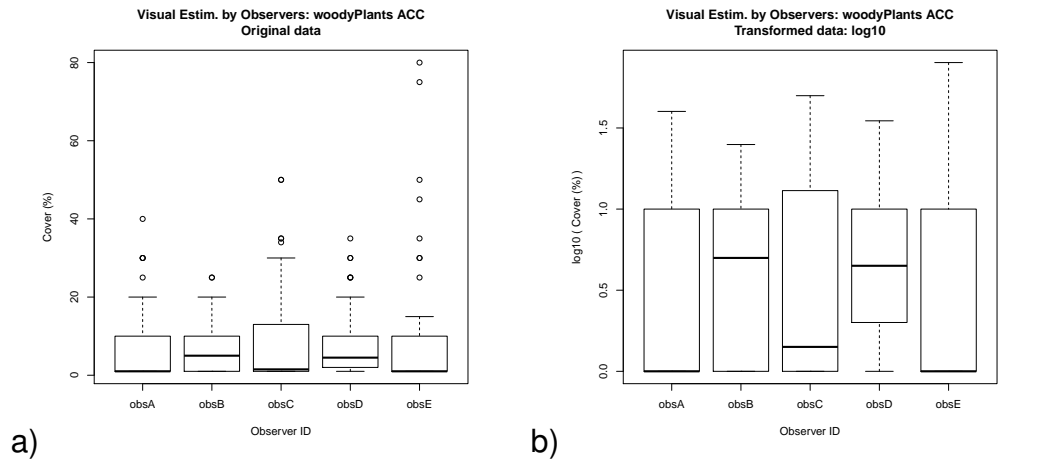 Visual Estim. by Observers: woodyPlants ACC
Original data
80
60
40
20
0
Cover (%)
obsA obsB obsC obsD obsE
Observer ID
a)
Visual Estim. by Observers: woodyPlants ACC
Transformed data: log10
1.5
1.0
0.5
0.0
log10 ( Cover (%) )
obsA obsB obsC obsD obsE
Observer ID
b)